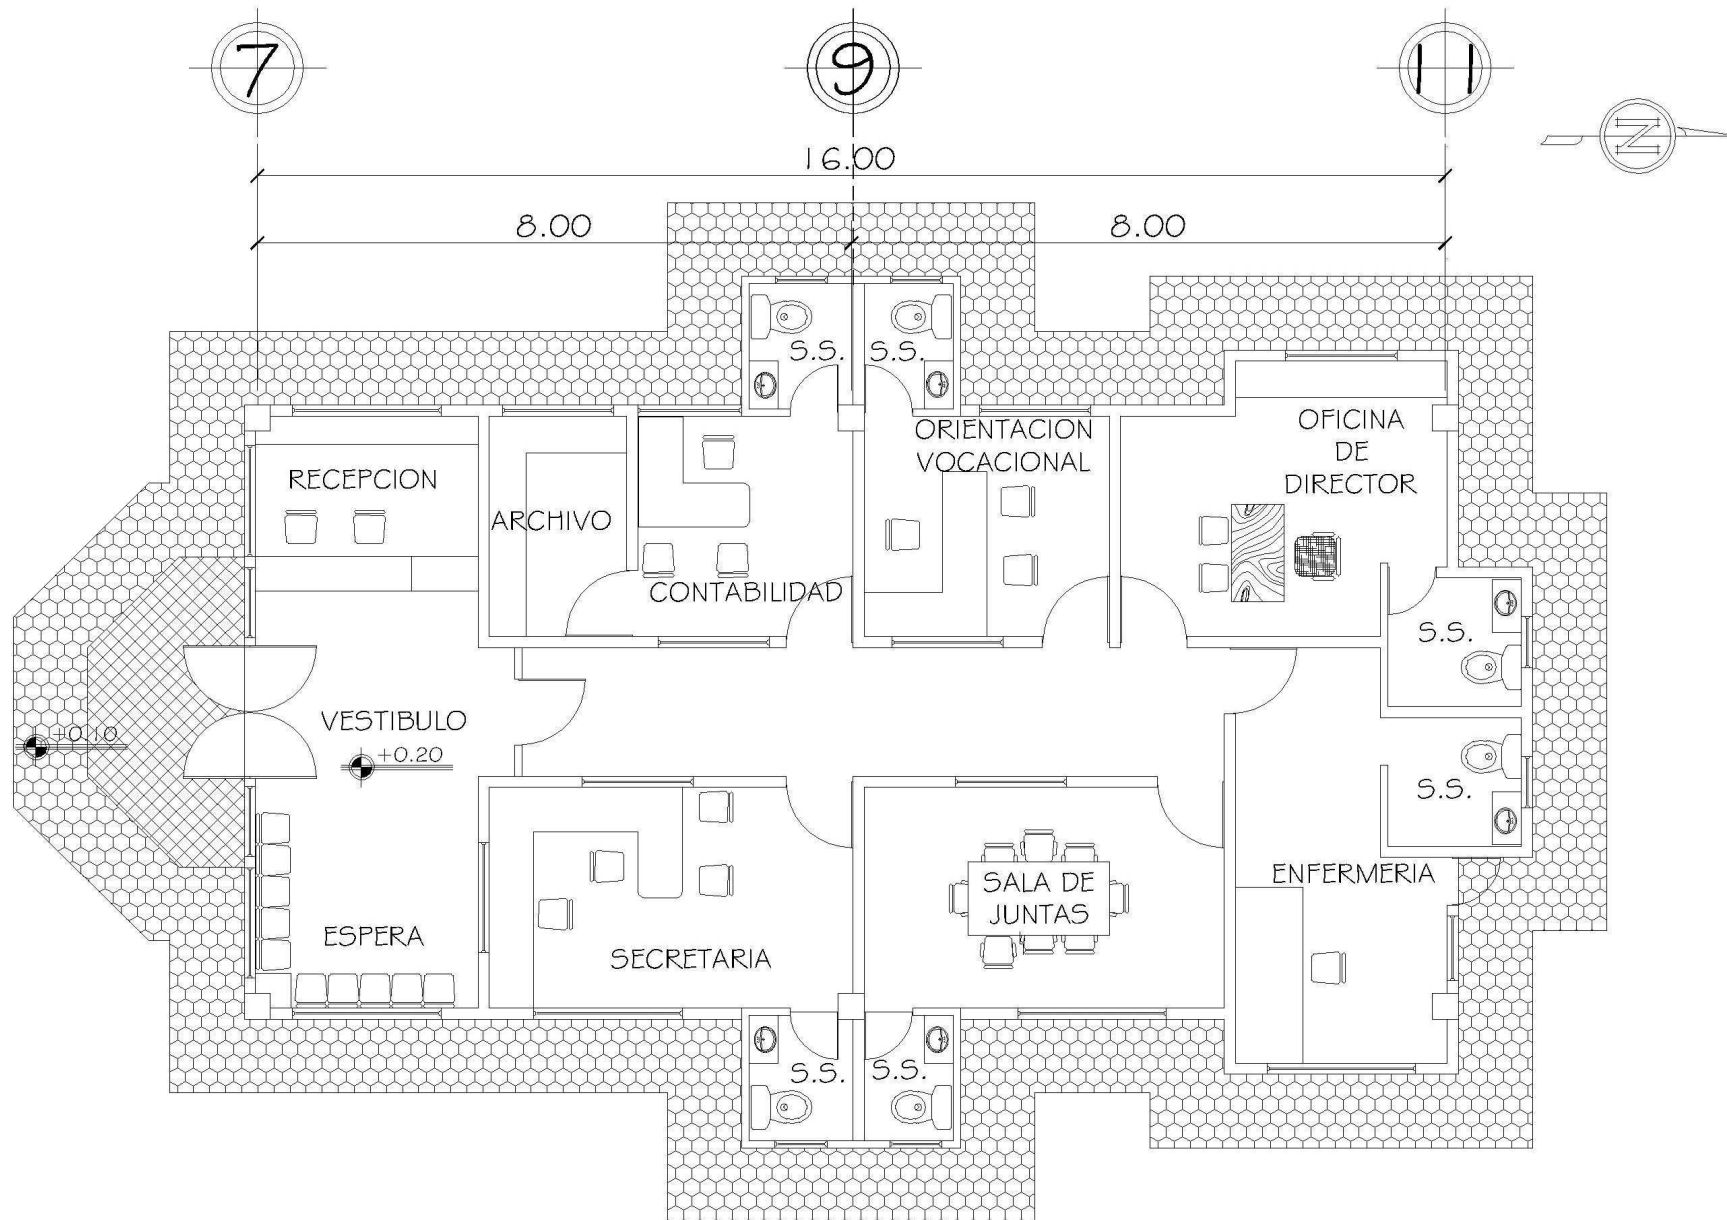 7
9
11
N
16.00
8.00
8.00
S.S.
S.S.
ORIENTACION
VOCACIONAL
OFICINA
DE
DIRECTOR
RECEPCION
ARCHIVO
CONTABILIDAD
S.S.
VESTIBULO
+0.10
+0.20
S.S.
SALA DE
JUNTAS
ENFERMERIA
ESPERA
SECRETARIA
S.S.
S.S.